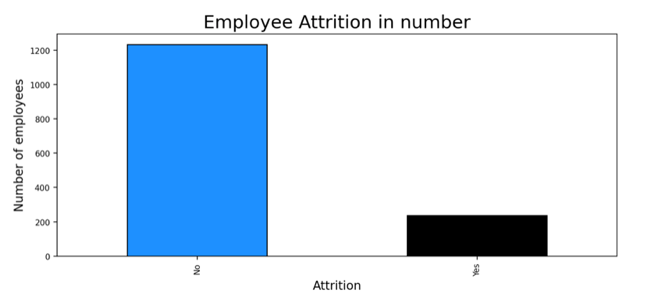 Employee Attrition in number
Number of employees
1200
1000
800
600
400
200
0
No
Yes
Attrition